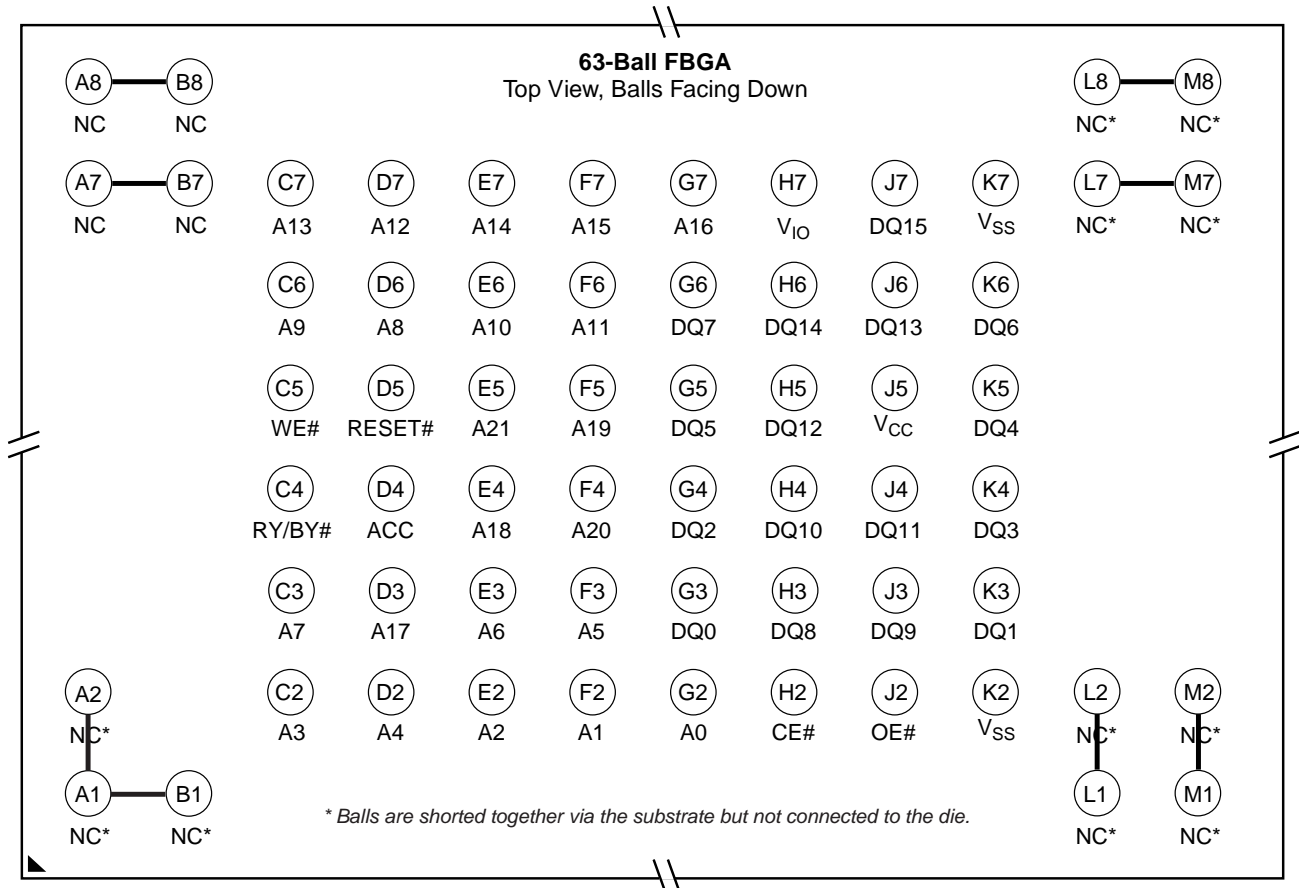 63-Ball FBGA
Top View, Balls Facing Down
A8 B8 L8 M8
NC NC NC* NC*
A7 B7 C7 D7 E7 F7 G7 H7 J7 K7 L7 M7
NC NC A13 A12 A14 A15 A16 VIO DQ15 VSS NC* NC*
C6 D6 E6 F6 G6 H6 J6 K6
A9 A8 A10 A11 DQ7 DQ14 DQ13 DQ6
C5 D5 E5 F5 G5 H5 J5 K5
WE# RESET# A21 A19 DQ5 DQ12 VCC DQ4
C4 D4 E4 F4 G4 H4 J4 K4
RY/BY# ACC A18 A20 DQ2 DQ10 DQ11 DQ3
C3 D3 E3 F3 G3 H3 J3 K3
A7 A17 A6 A5 DQ0 DQ8 DQ9 DQ1
A2 C2 D2 E2 F2 G2 H2 J2 K2 L2 M2
NC* A3 A4 A2 A1 A0 CE# OE# VSS NC* NC*
A1 B1 L1 M1
NC* NC* NC* NC*
* Balls are shorted together via the substrate but not connected to the die.